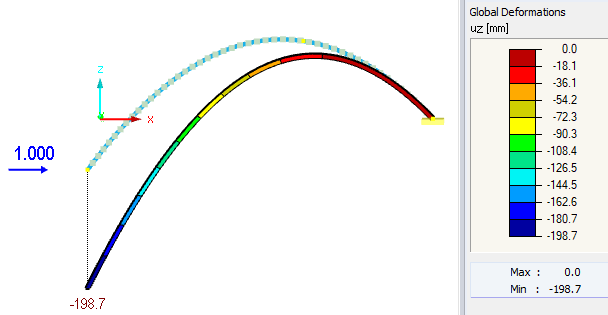 Global Deformations
uz [mm]
z
x
1.000
-198.7
0.0
-18.1
-36.1
-54.2
-72.3
-90.3
-108.4
-126.5
-144.5
-162.6
-180.7
-198.7
Max : 0.0
Min : -198.7